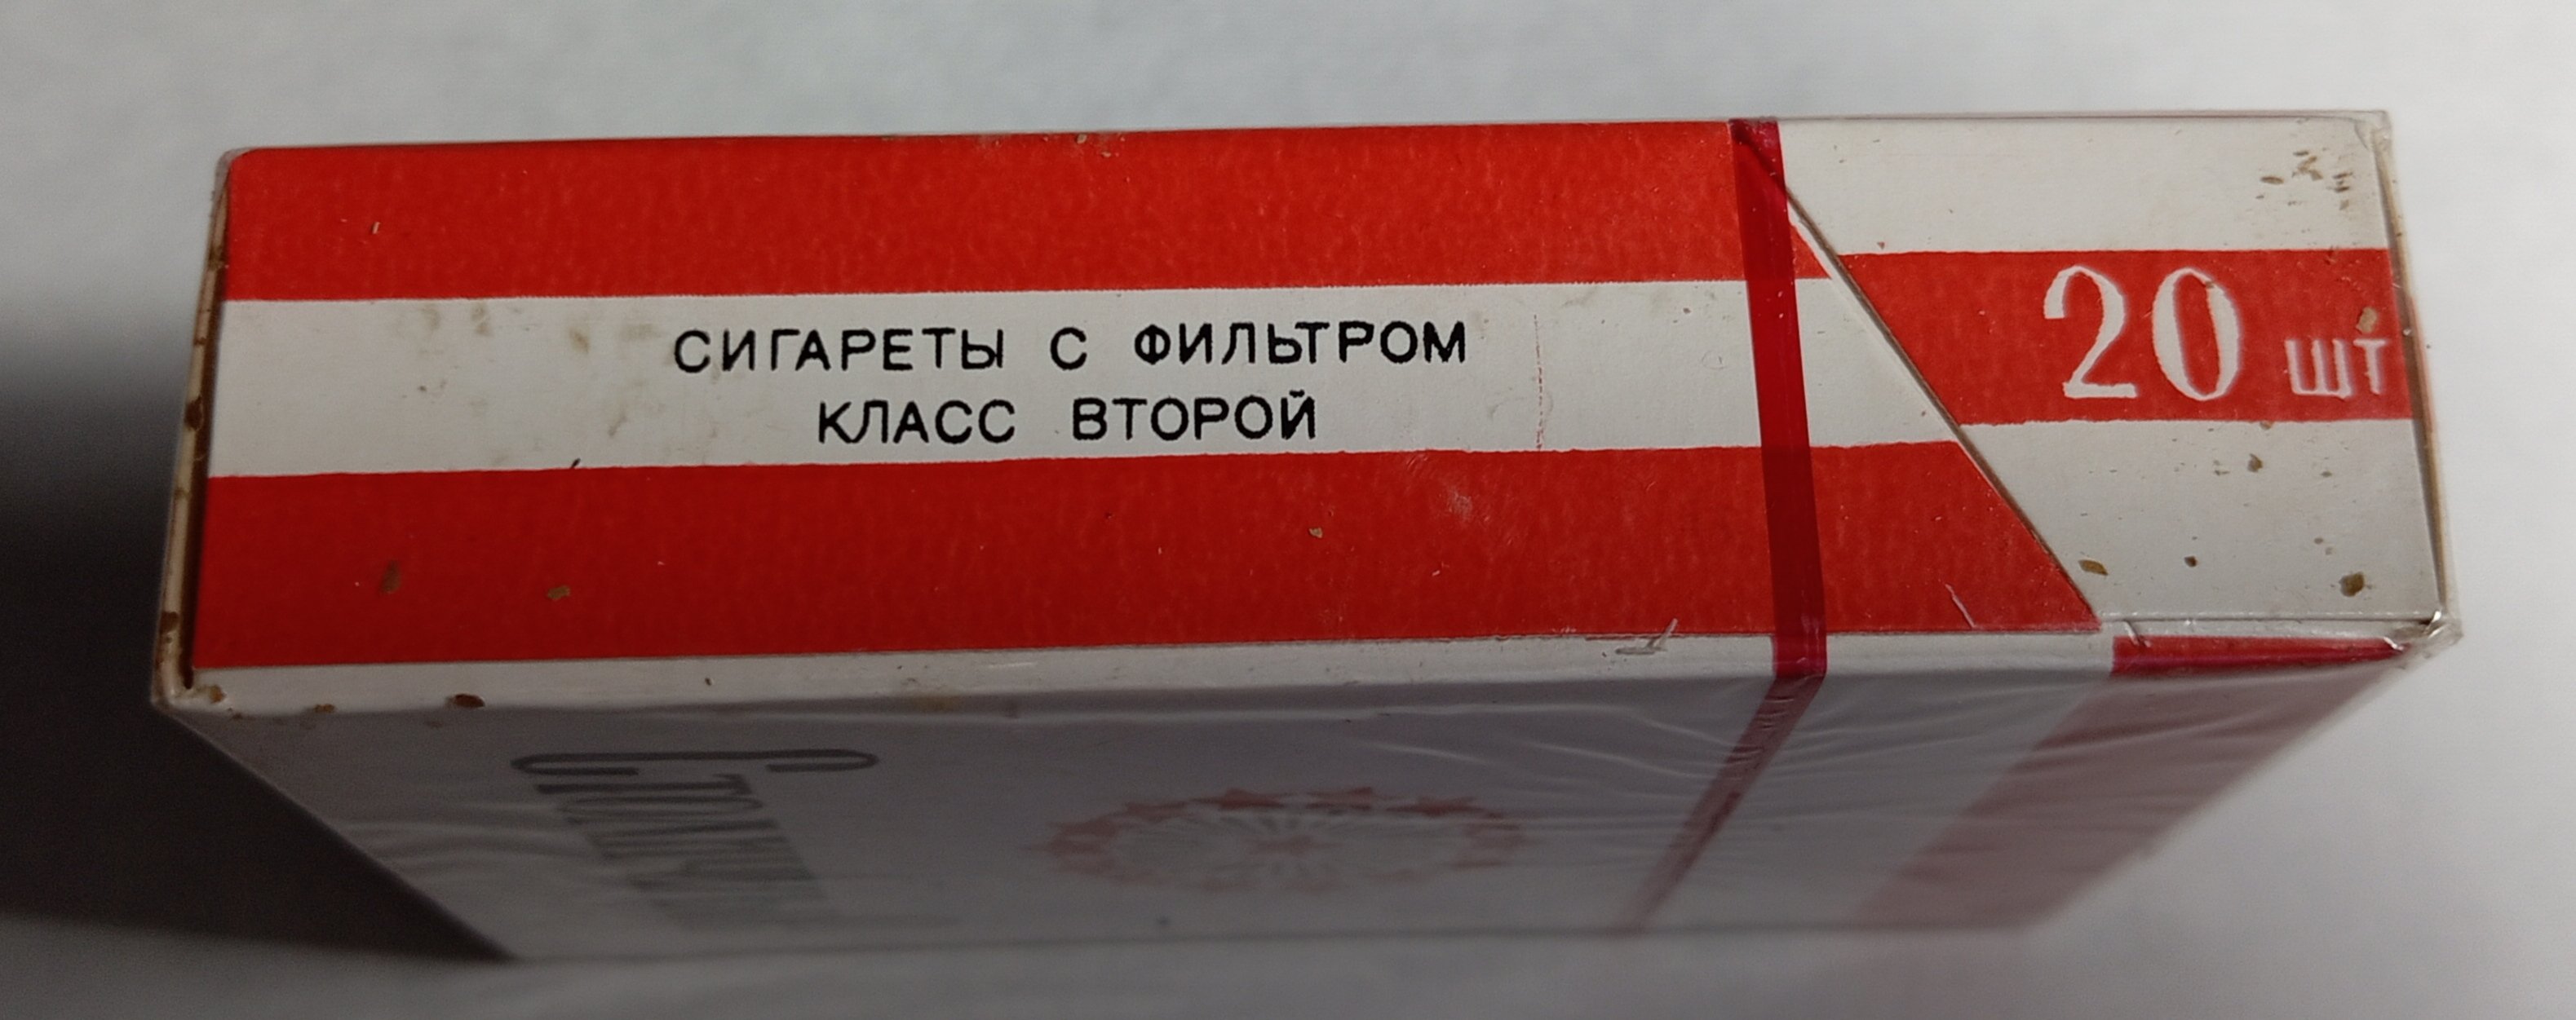 СИГАРЕТЫ С ФИЛЬТРОМ
КЛАСС ВТОРОЙ
20 шт